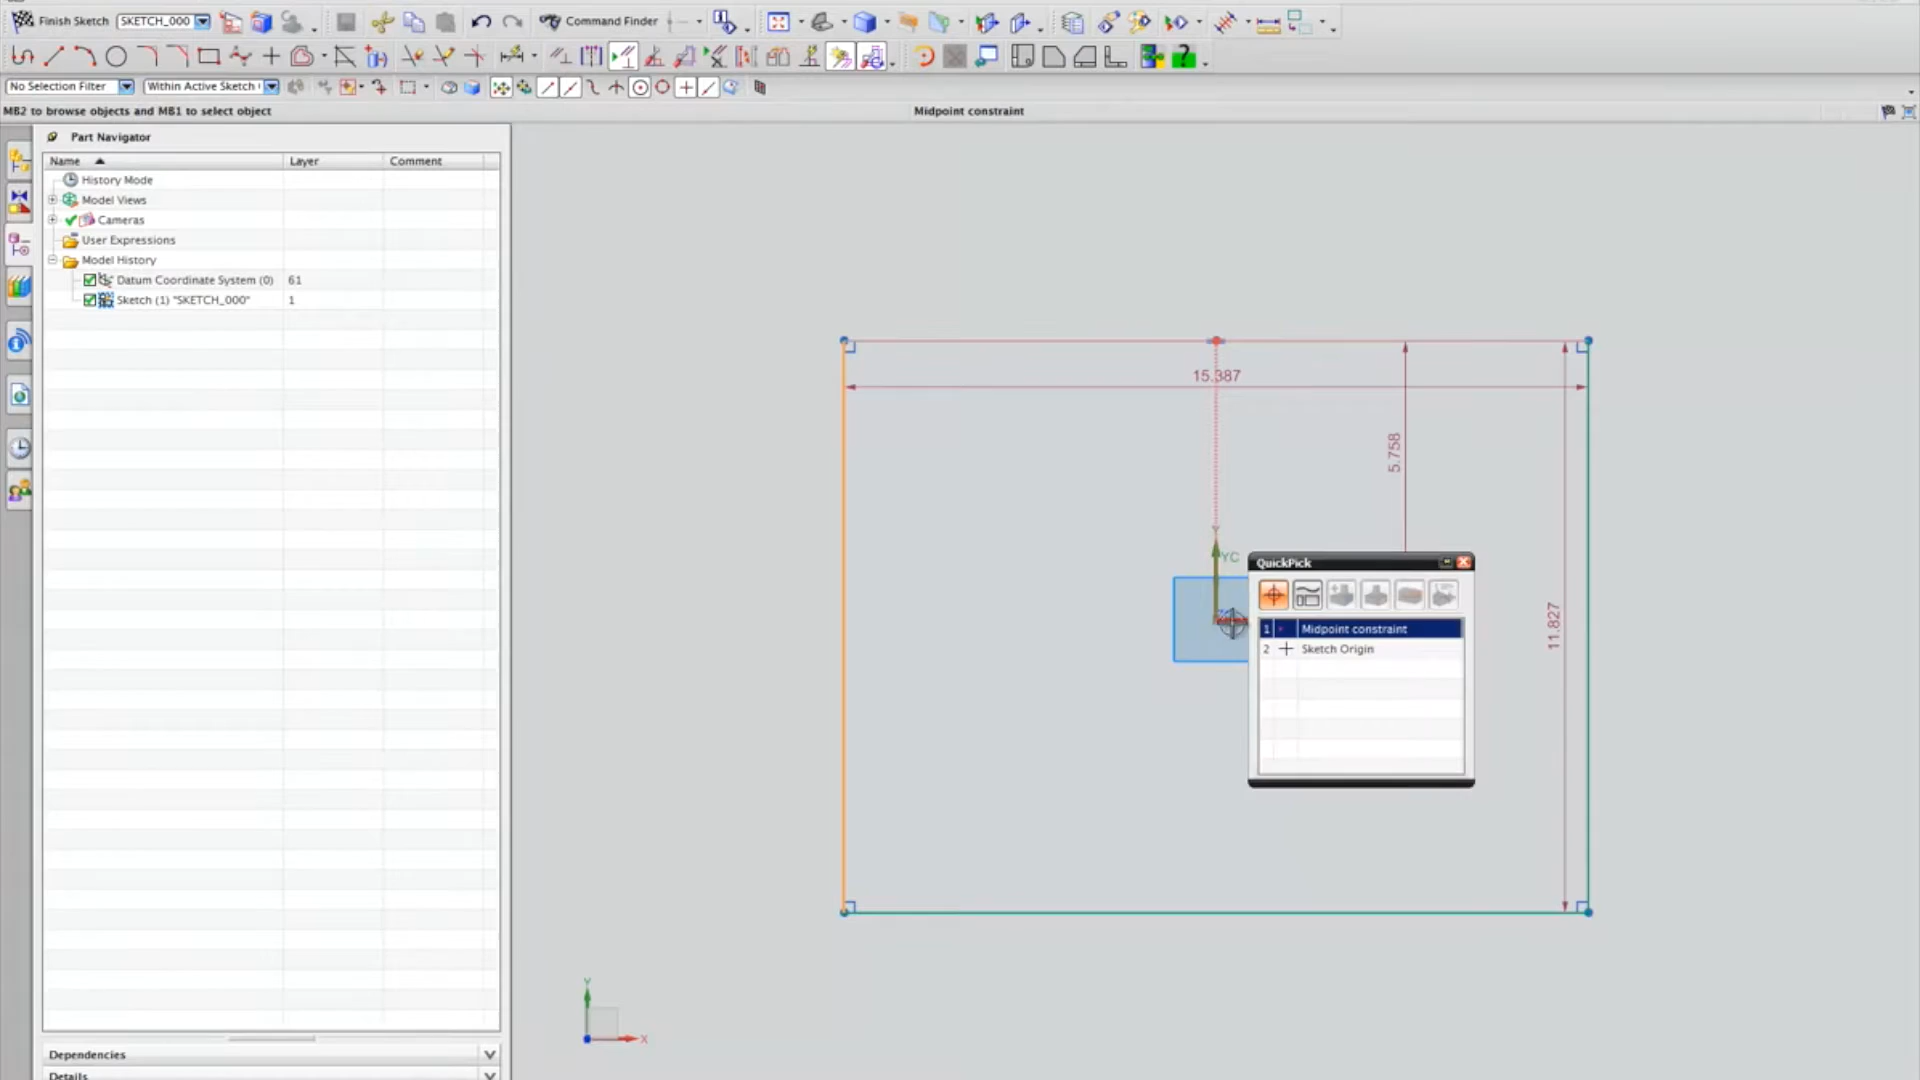 Finish Sketch SKETCH_000 Command Finder
No Selection Filter Within Active Sketch
MB2 to browse objects and MB1 to select object Midpoint constraint
Part Navigator
Name Layer Comment
History Mode
Model Views
Cameras
User Expressions
Model History
Datum Coordinate System (0) 61
Sketch (1) "SKETCH_000" 1
Dependencies
Details
15.387
5.758
11.827
Y
YC
QuickPick
1 Midpoint constraint
2 Sketch Origin
Y
X